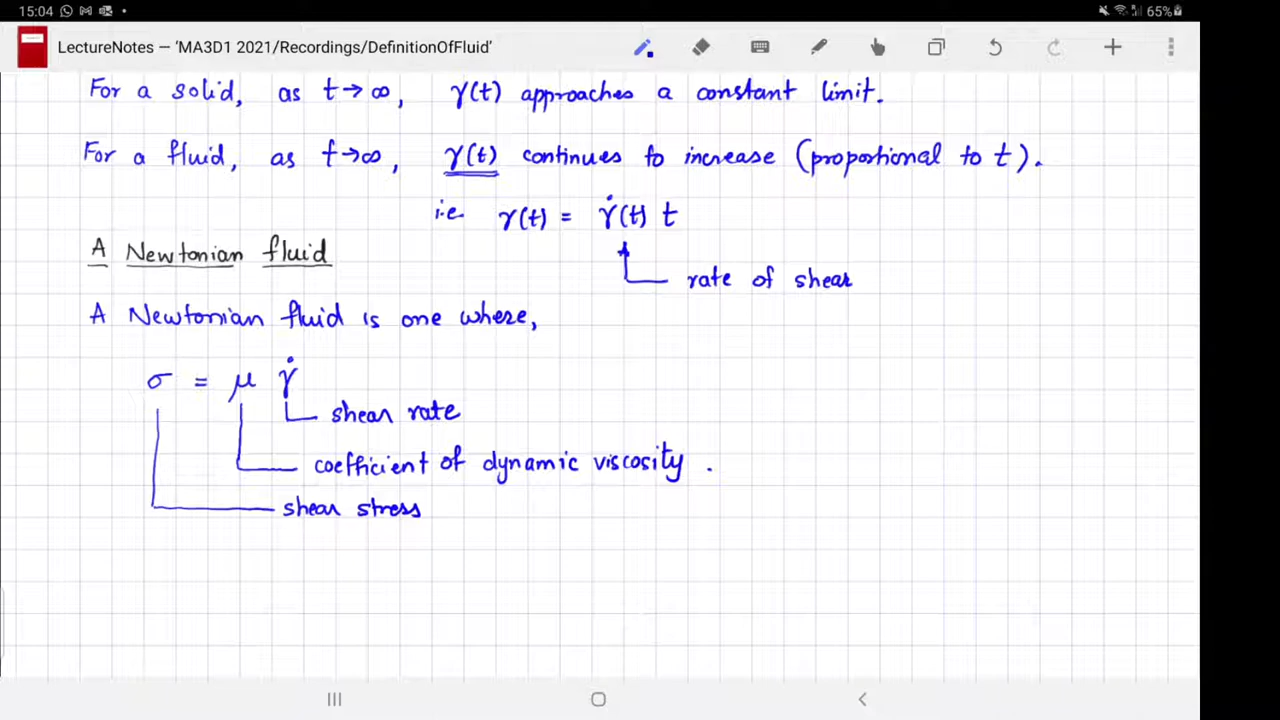 15:04 65%
LectureNotes — ‘MA3D1 2021/Recordings/DefinitionOfFluid’
For a solid, as t→∞, γ(t) approaches a constant limit.
For a fluid, as t→∞, γ(t) continues to increase (proportional to t).
i.e γ(t) = γ̇(t) t
rate of shear
A Newtonian fluid
A Newtonian fluid is one where,
σ = μ γ̇
shear rate
coefficient of dynamic viscosity.
shear stress